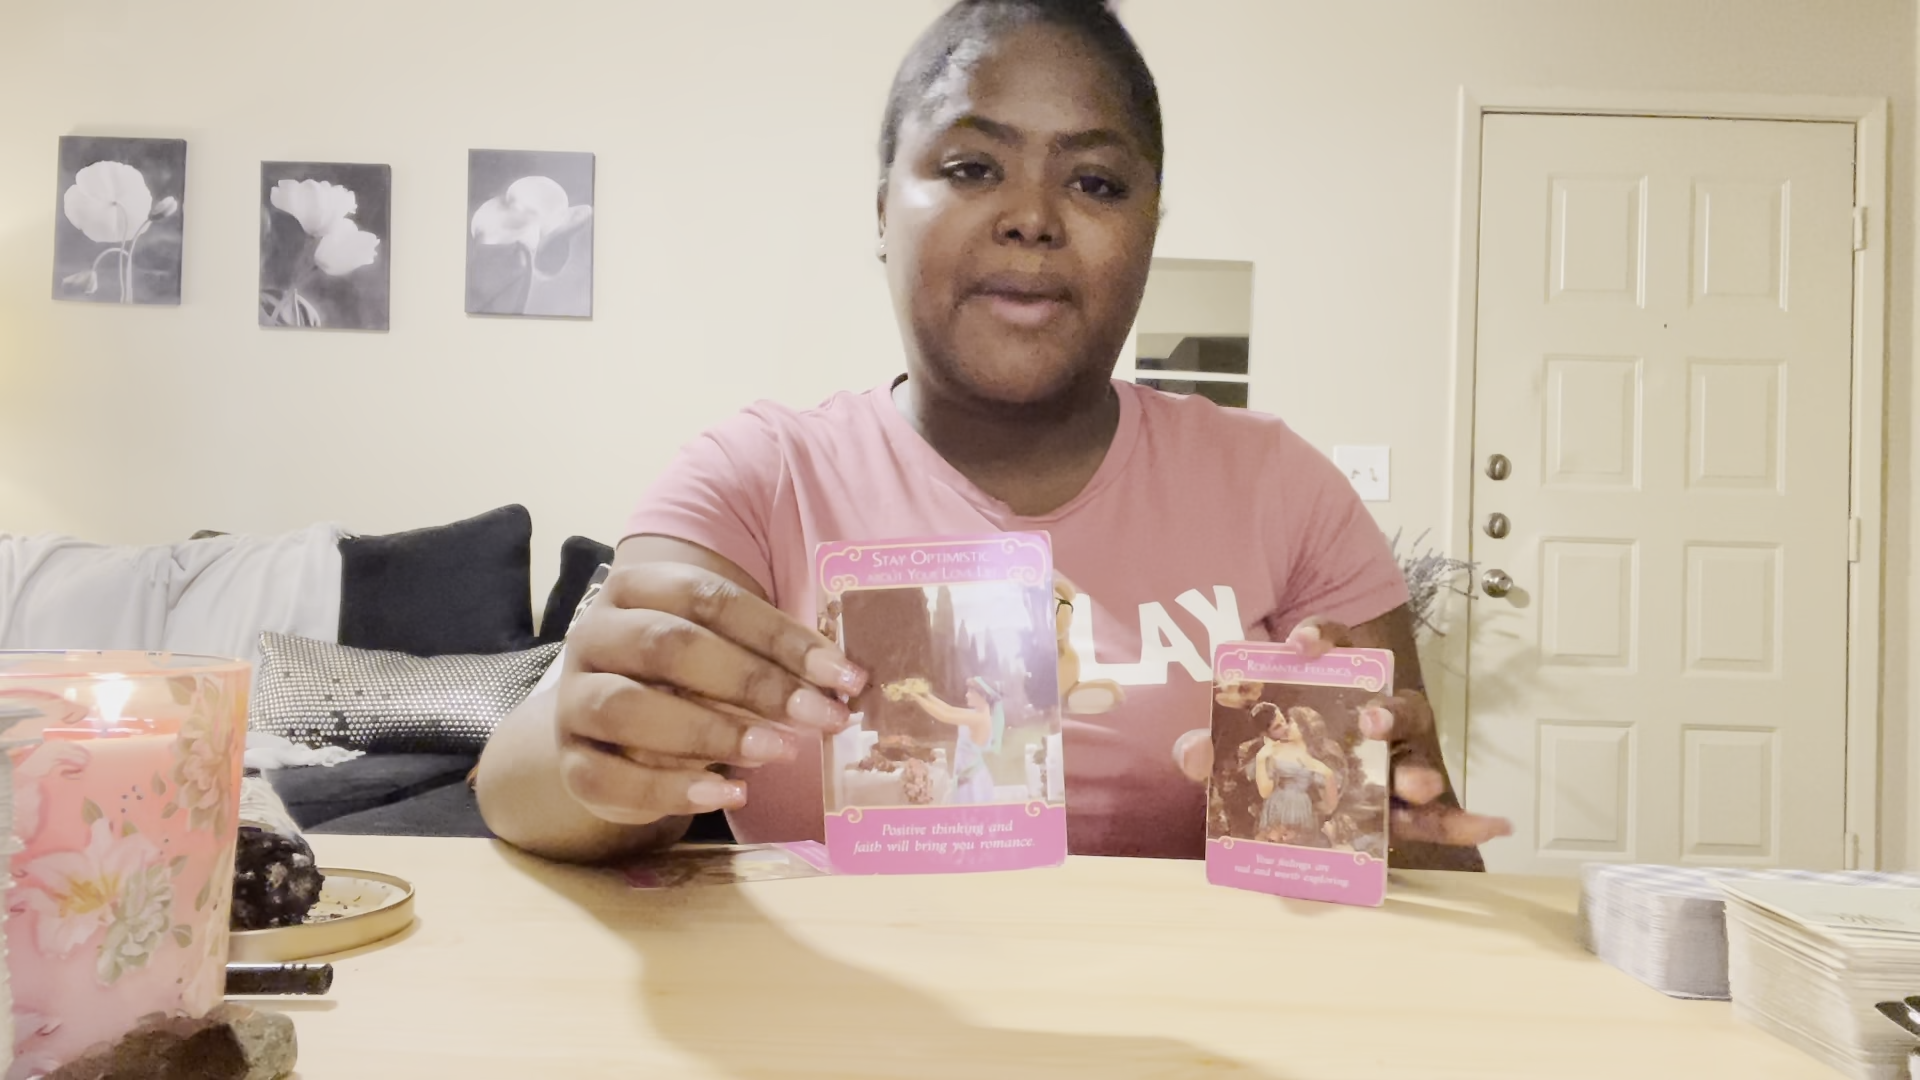 STAY OPTIMISTIC
ABOUT YOUR LOVE LIFE
Positive thinking and
faith will bring you romance.
LAY
ROMANTIC FEELINGS
Your feelings are
real and worth exploring.